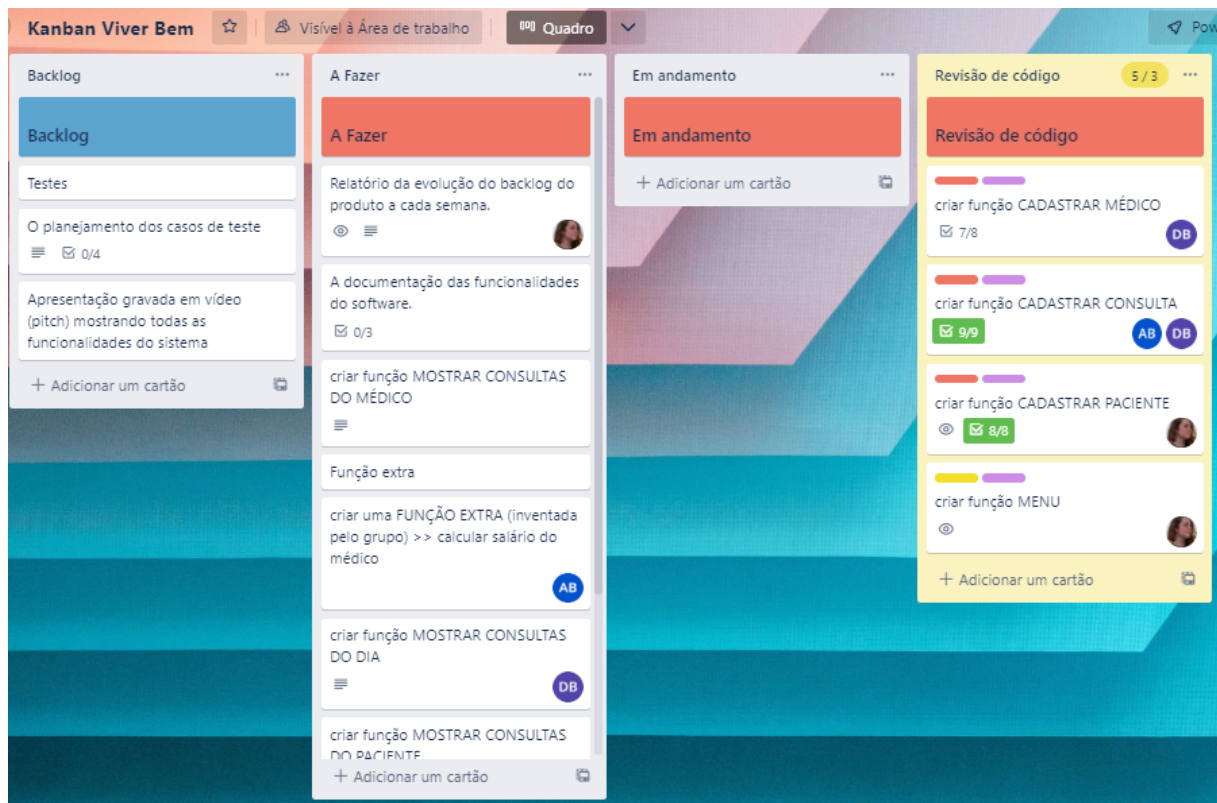 Kanban Viver Bem
Visível à Área de trabalho
Quadro
Backlog
Backlog
Testes
O planejamento dos casos de teste
0/4
Apresentação gravada em vídeo
(pitch) mostrando todas as
funcionalidades do sistema
+ Adicionar um cartão
A Fazer
A Fazer
Relatório da evolução do backlog do
produto a cada semana.
A documentação das funcionalidades
do software.
0/3
criar função MOSTRAR CONSULTAS
DO MÉDICO
Função extra
criar uma FUNÇÃO EXTRA (inventada
pelo grupo) >> calcular salário do
médico
AB
criar função MOSTRAR CONSULTAS
DO DIA
DB
criar função MOSTRAR CONSULTAS
DO PACIENTE
+ Adicionar um cartão
Em andamento
Em andamento
+ Adicionar um cartão
Revisão de código
5 / 3
Revisão de código
criar função CADASTRAR MÉDICO
7/8
DB
criar função CADASTRAR CONSULTA
9/9
AB DB
criar função CADASTRAR PACIENTE
8/8
criar função MENU
+ Adicionar um cartão